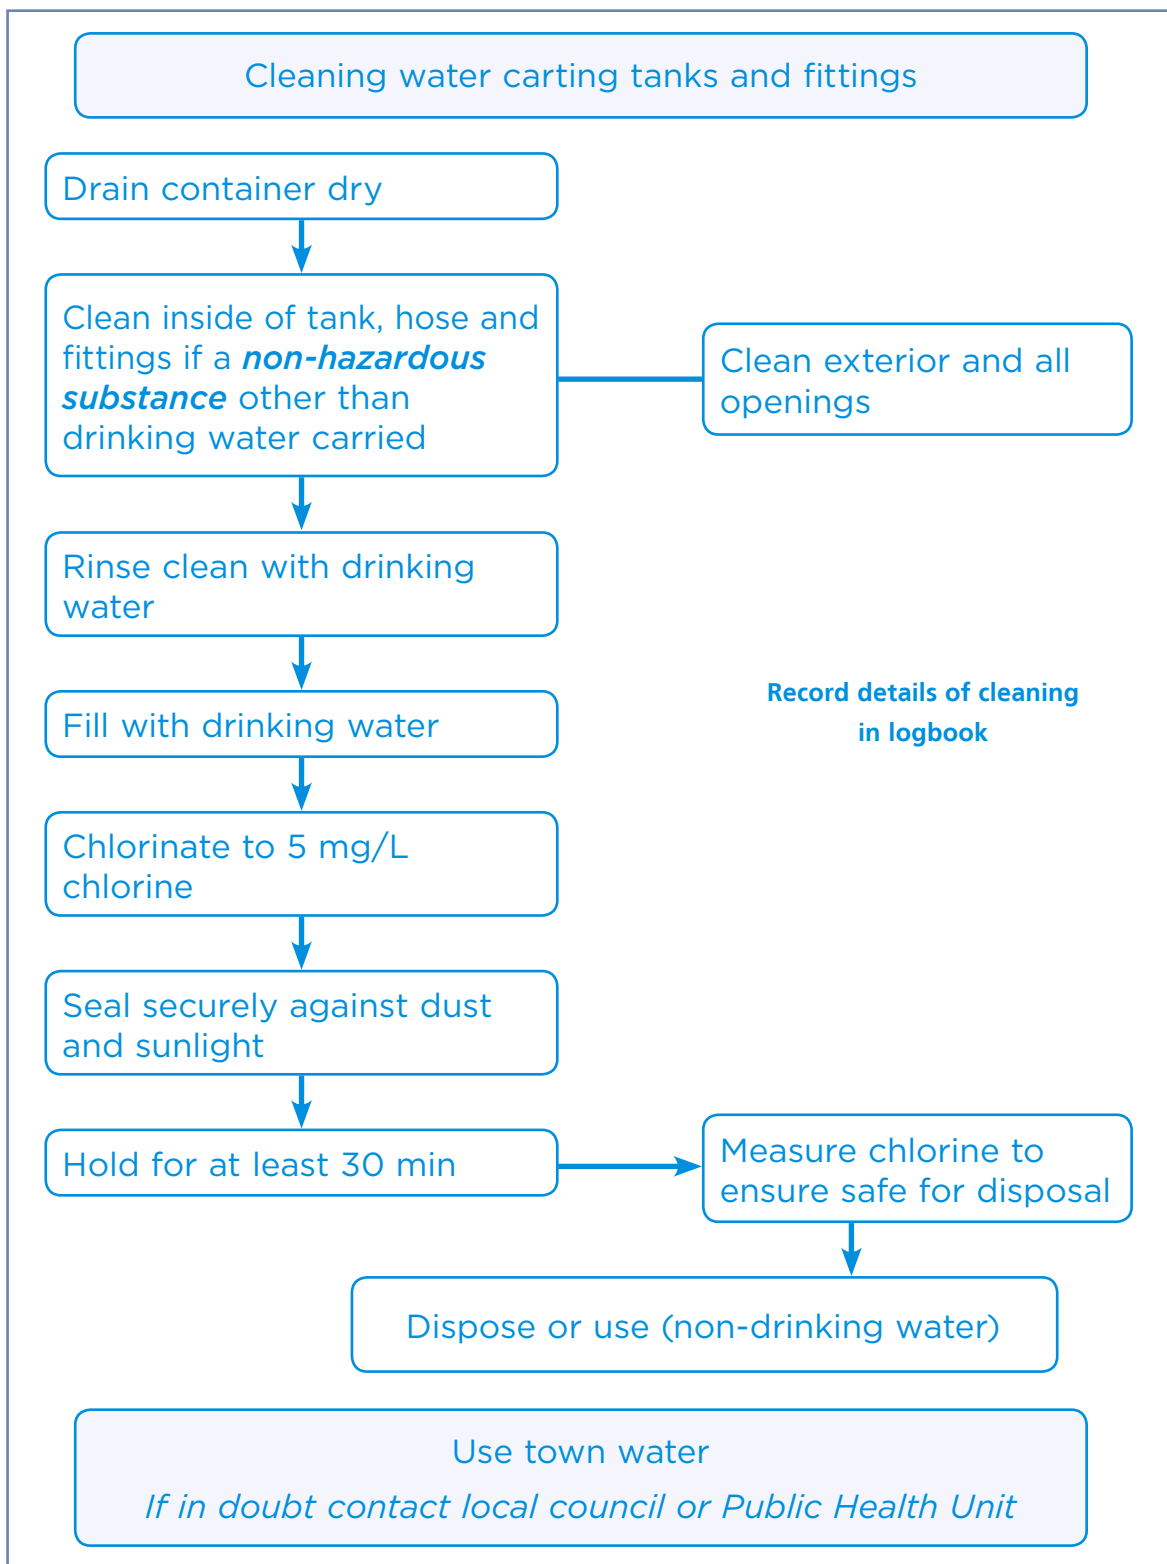 Cleaning water carting tanks and fittings
Drain container dry
Clean inside of tank, hose and
fittings if a non-hazardous
substance other than
drinking water carried
Clean exterior and all
openings
Rinse clean with drinking
water
Fill with drinking water
Record details of cleaning
in logbook
Chlorinate to 5 mg/L
chlorine
Seal securely against dust
and sunlight
Hold for at least 30 min
Measure chlorine to
ensure safe for disposal
Dispose or use (non-drinking water)
Use town water
If in doubt contact local council or Public Health Unit